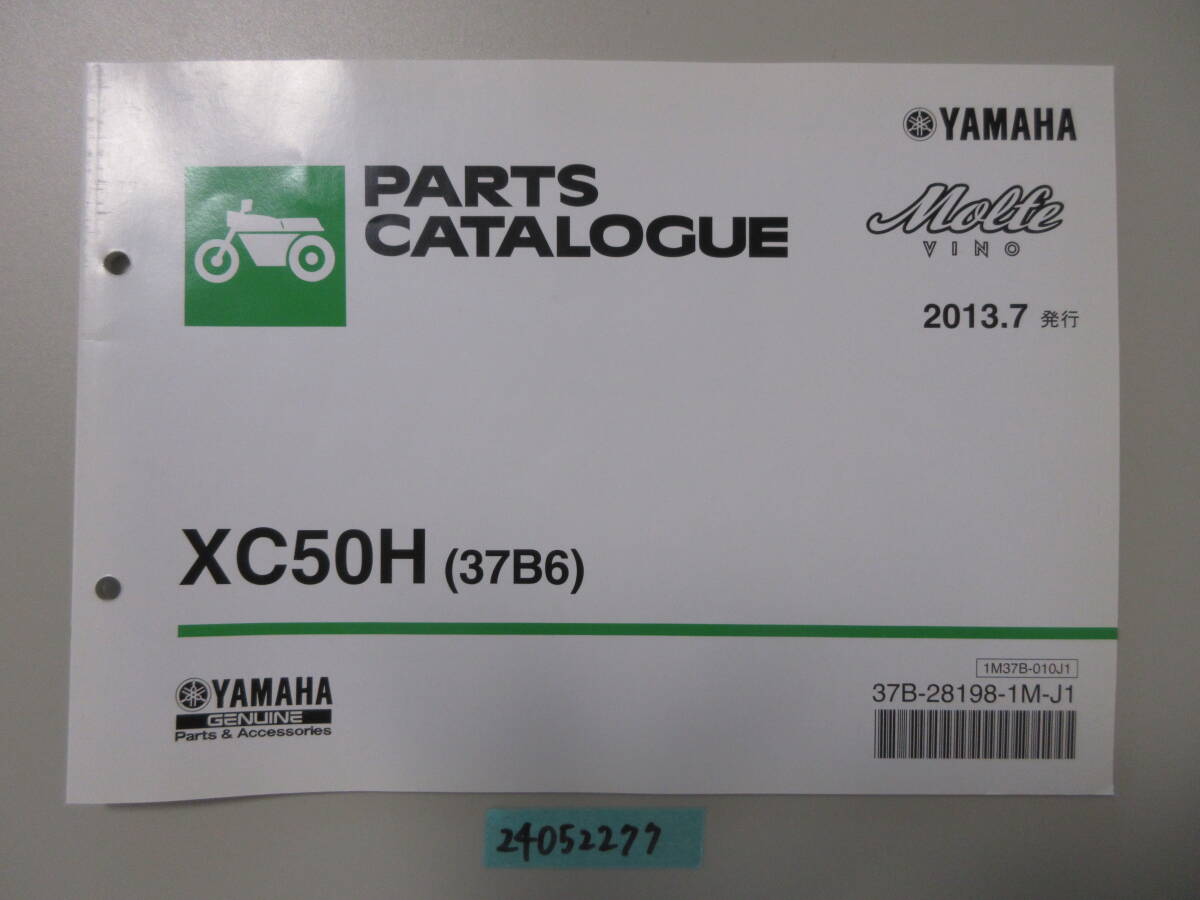 YAMAHA
PARTS
CATALOGUE
Molfe
VINO
2013.7 発行
XC50H (37B6)
YAMAHA
GENUINE
Parts & Accessories
1M37B-010J1
37B-28198-1M-J1
24052277